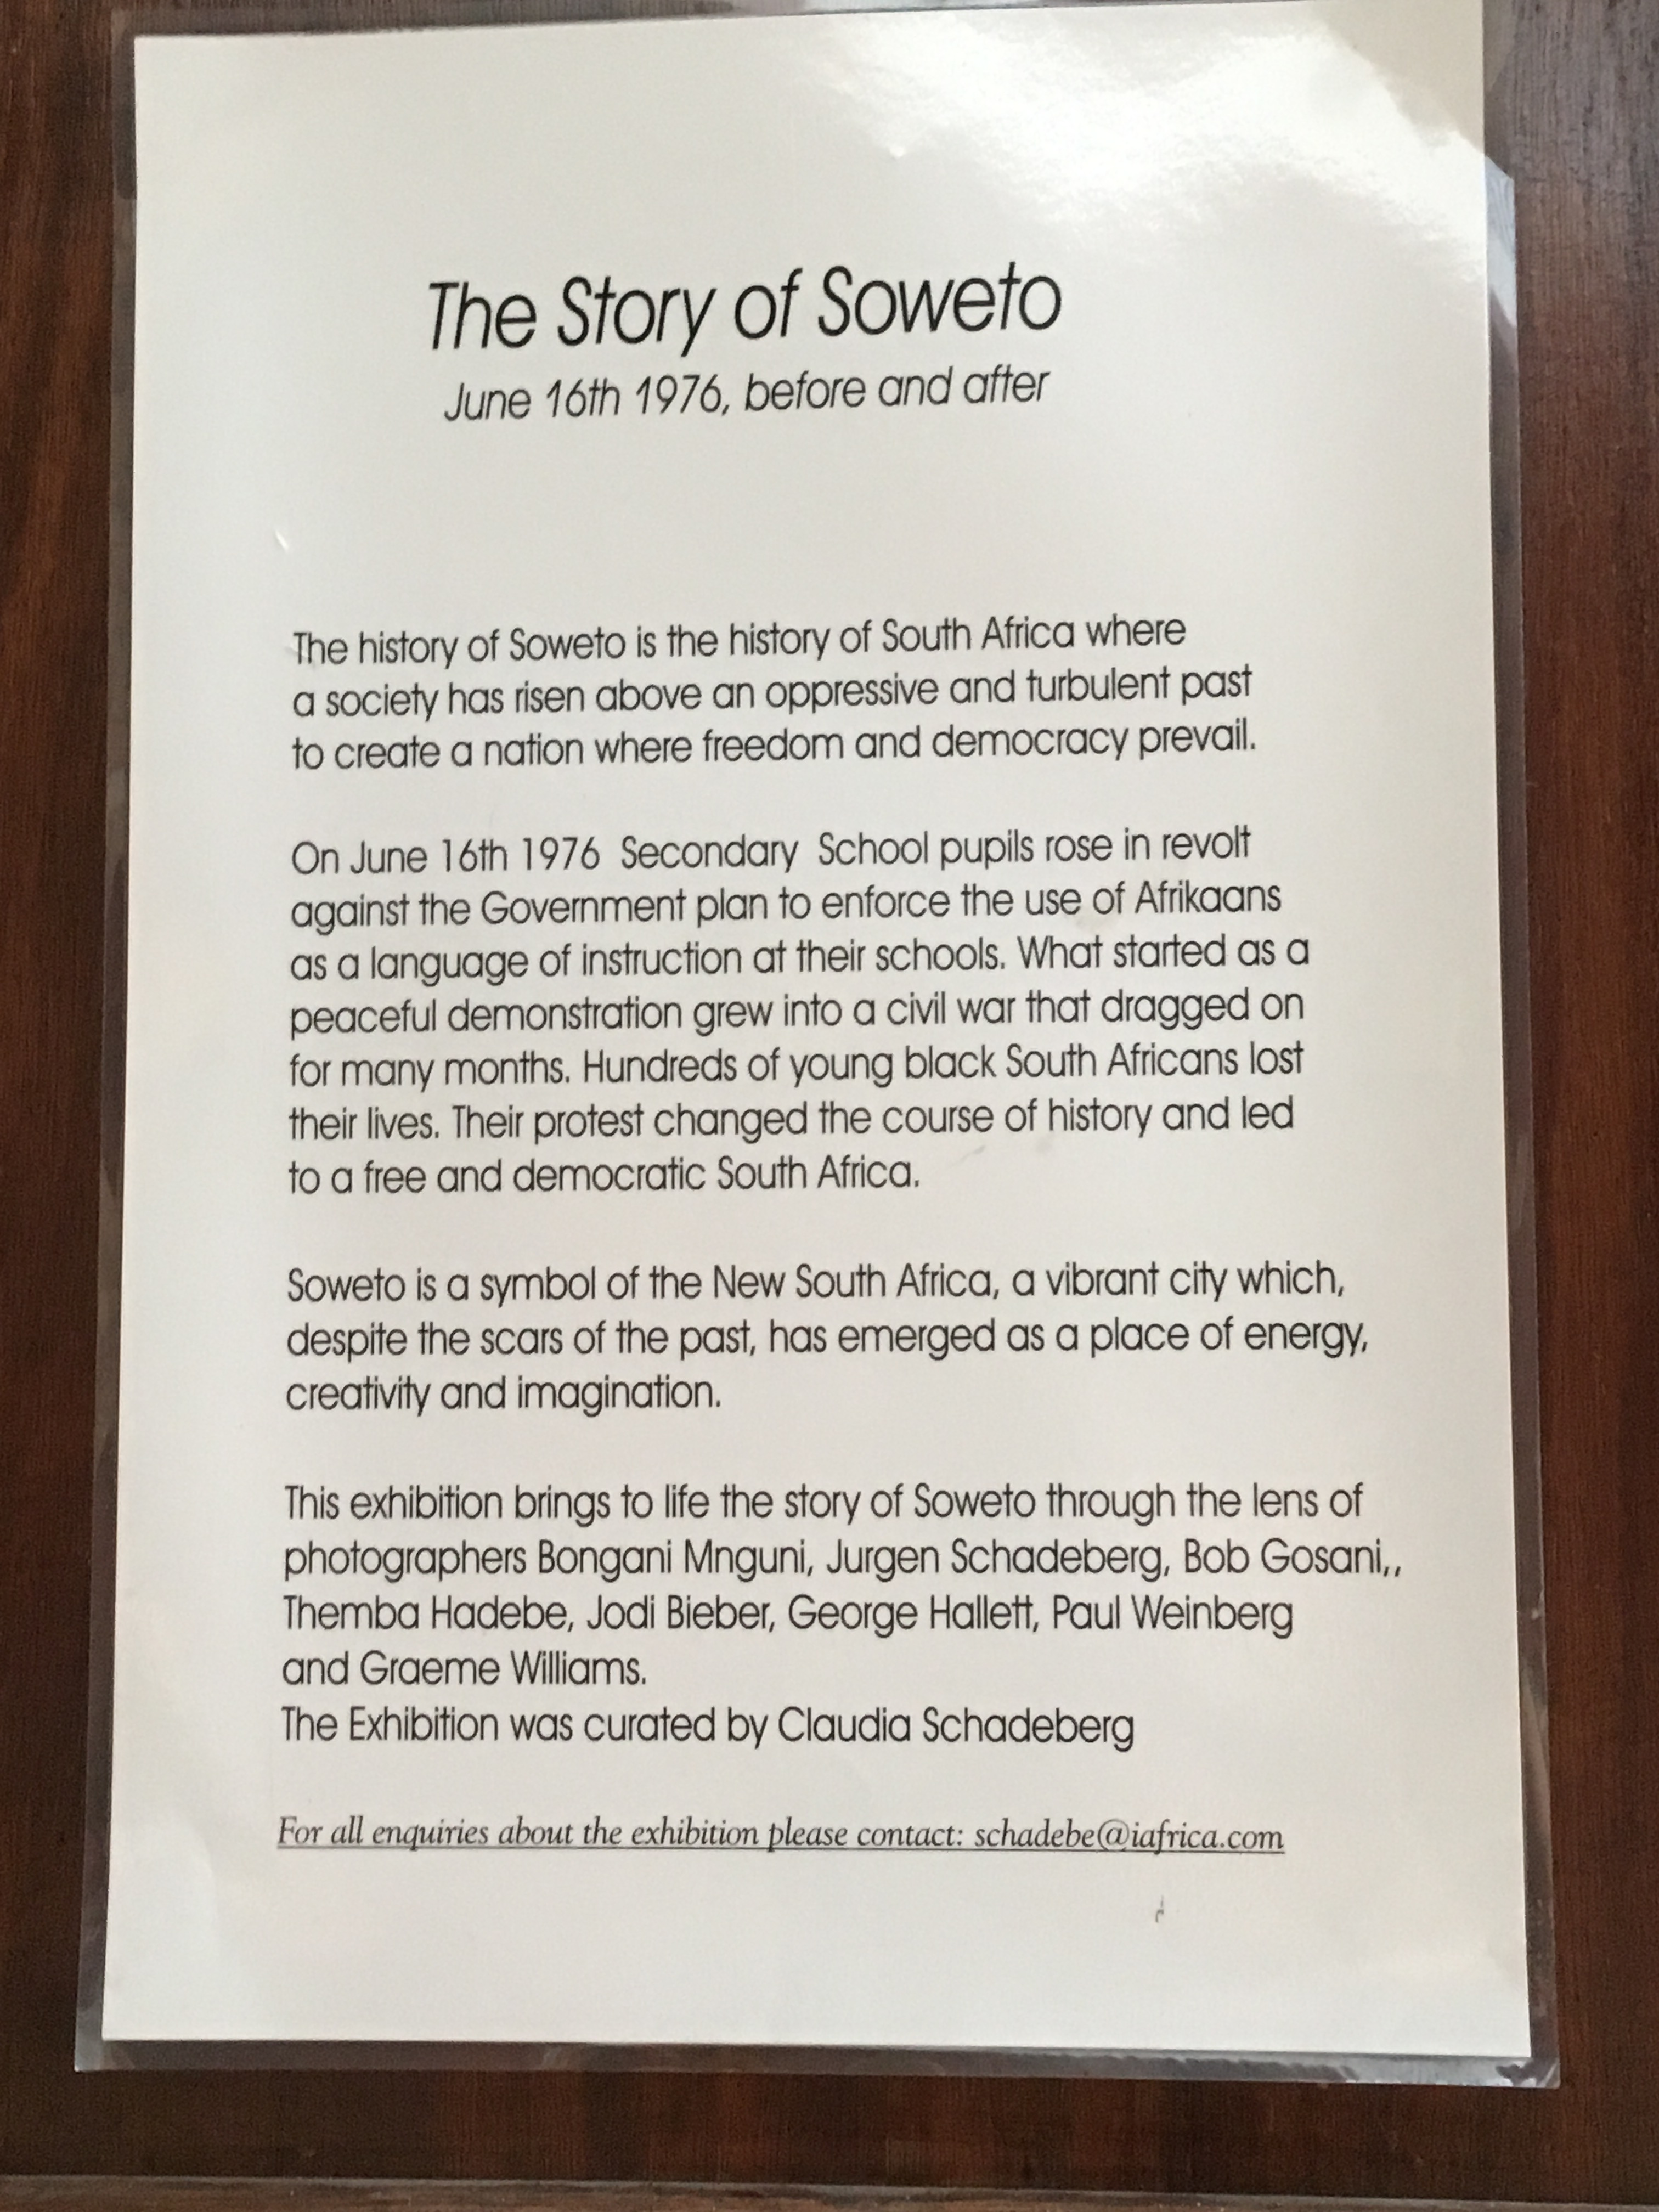 The Story of Soweto
June 16th 1976, before and after
The history of Soweto is the history of South Africa where
a society has risen above an oppressive and turbulent past
to create a nation where freedom and democracy prevail.
On June 16th 1976 Secondary School pupils rose in revolt
against the Government plan to enforce the use of Afrikaans
as a language of instruction at their schools. What started as a
peaceful demonstration grew into a civil war that dragged on
for many months. Hundreds of young black South Africans lost
their lives. Their protest changed the course of history and led
to a free and democratic South Africa.
Soweto is a symbol of the New South Africa, a vibrant city which,
despite the scars of the past, has emerged as a place of energy,
creativity and imagination.
This exhibition brings to life the story of Soweto through the lens of
photographers Bongani Mnguni, Jurgen Schadeberg, Bob Gosani,,
Themba Hadebe, Jodi Bieber, George Hallett, Paul Weinberg
and Graeme Williams.
The Exhibition was curated by Claudia Schadeberg
For all enquiries about the exhibition please contact: schadebe@iafrica.com